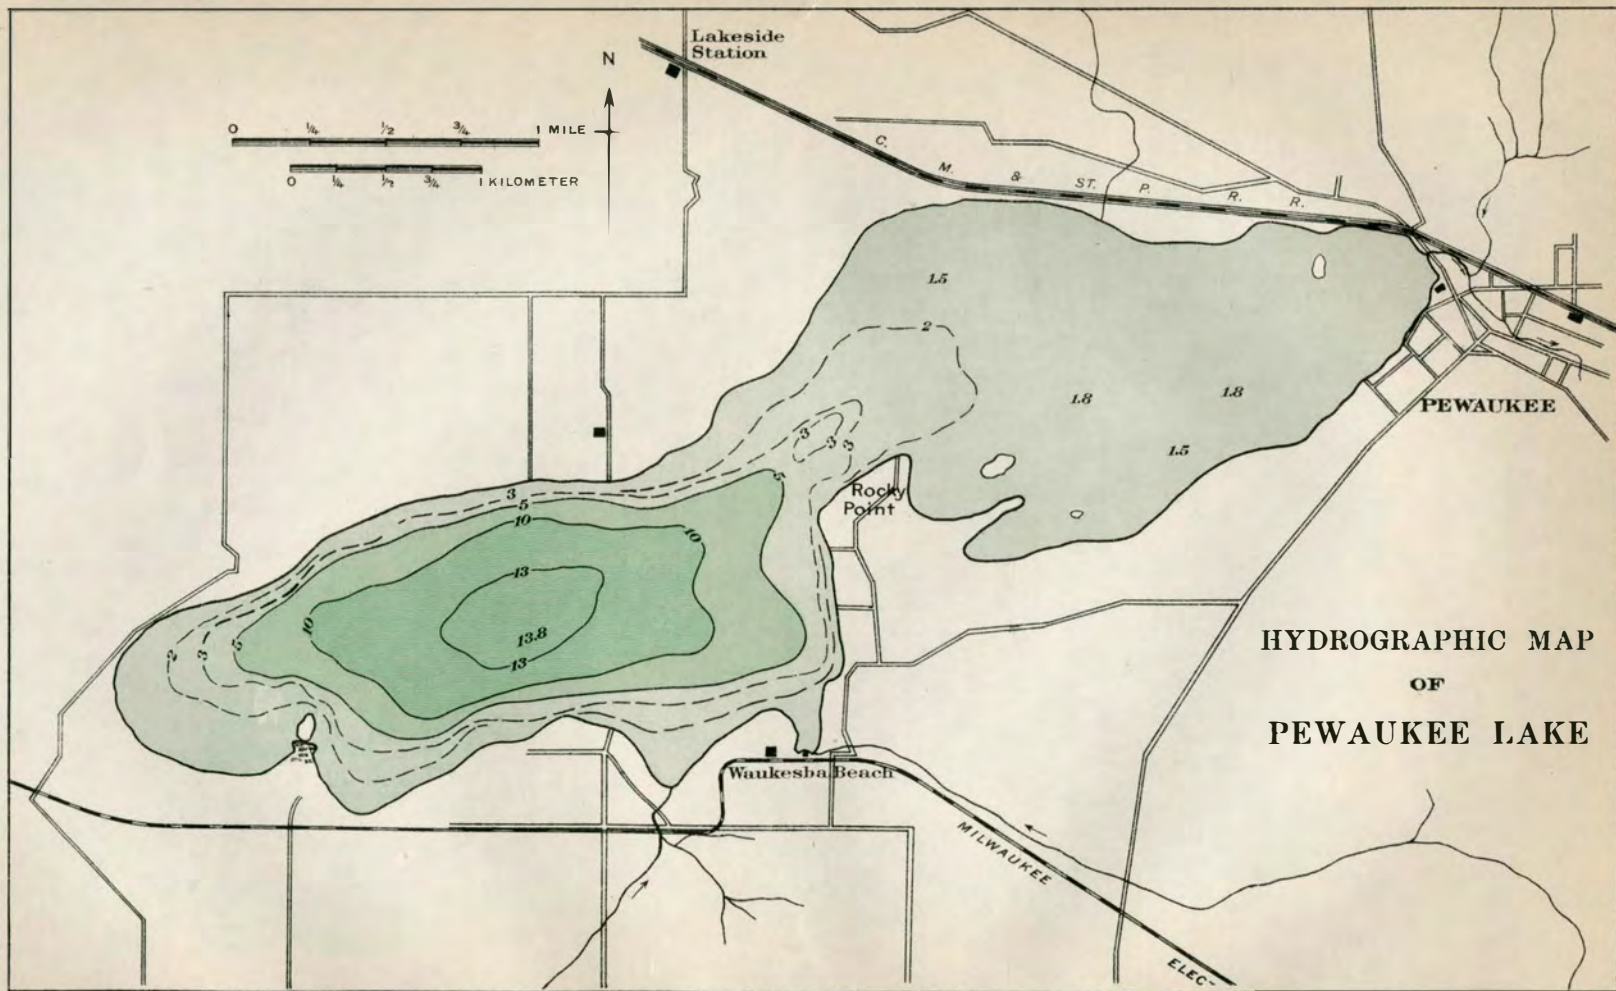 Lakeside
Station
N
0 ¼ ½ ¾ 1 MILE
0 ¼ ½ ¾ 1 KILOMETER
C. M. & ST. P. R. R.
1.5
2
1.8
1.8
PEWAUKEE
1.5
3
3
3
5
Rocky
Point
3
5
10
10
13
10
13.8
2
3
5
13
HYDROGRAPHIC MAP
OF
PEWAUKEE LAKE
Waukesha Beach
MILWAUKEE
ELEC-